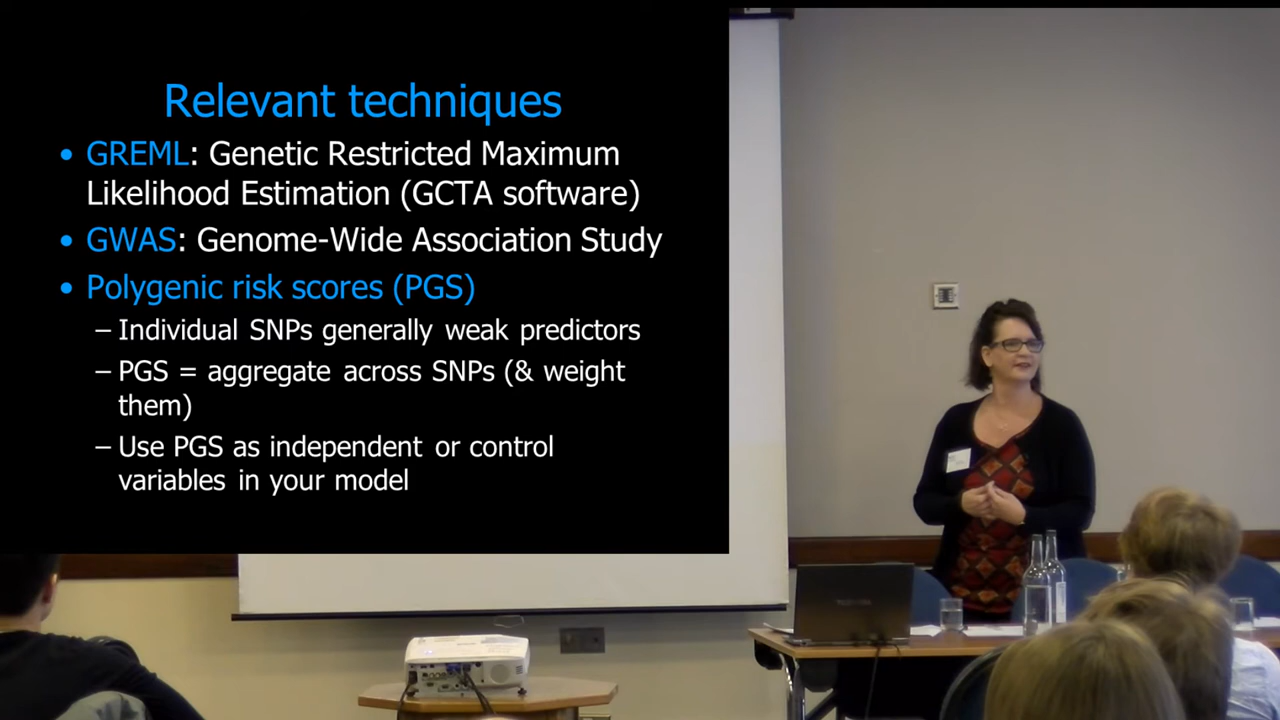 Relevant techniques
• GREML: Genetic Restricted Maximum
Likelihood Estimation (GCTA software)
• GWAS: Genome-Wide Association Study
• Polygenic risk scores (PGS)
– Individual SNPs generally weak predictors
– PGS = aggregate across SNPs (& weight
them)
– Use PGS as independent or control
variables in your model